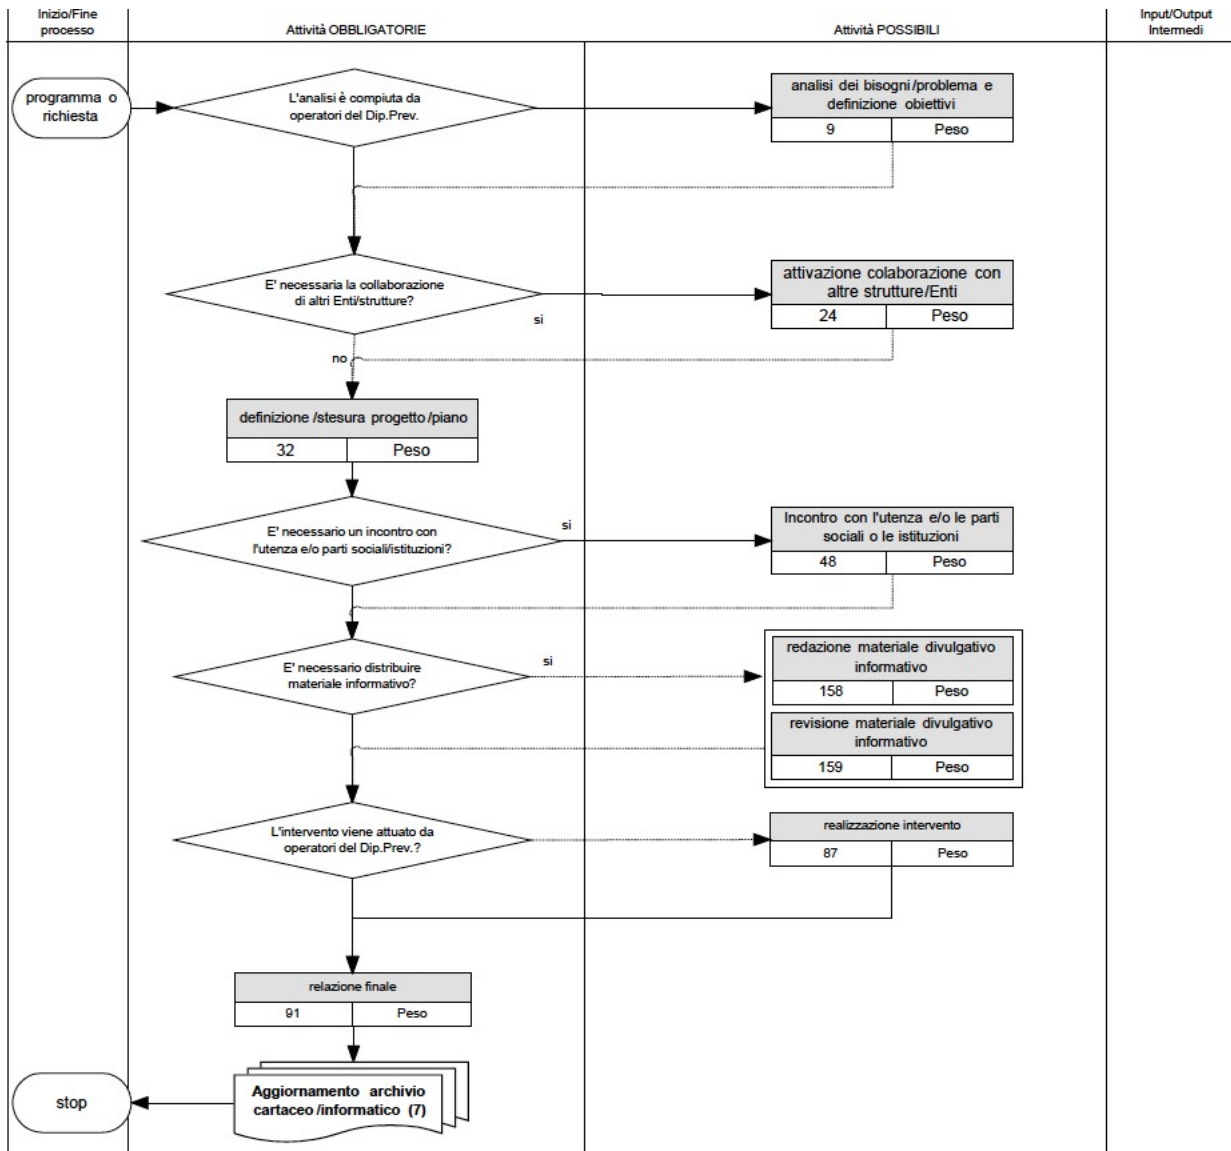 Inizio/Fine
processo
Attività OBBLIGATORIE
Attività POSSIBILI
Input/Output
Intermedi
programma o
richiesta
L'analisi è compiuta da
operatori del Dip.Prev.
analisi dei bisogni/problema e
definizione obiettivi
9 Peso
E' necessaria la collaborazione
di altri Enti/strutture?
si
attivazione colaborazione con
altre strutture/Enti
24 Peso
no
definizione /stesura progetto/piano
32 Peso
E' necessario un incontro con
l'utenza e/o parti sociali/istituzioni?
si
Incontro con l'utenza e/o le parti
sociali o le istituzioni
48 Peso
E' necessario distribuire
materiale informativo?
si
redazione materiale divulgativo
informativo
158 Peso
revisione materiale divulgativo
informativo
159 Peso
L'intervento viene attuato da
operatori del Dip.Prev.?
realizzazione intervento
87 Peso
relazione finale
91 Peso
Aggiornamento archivio
cartaceo/informatico (7)
stop